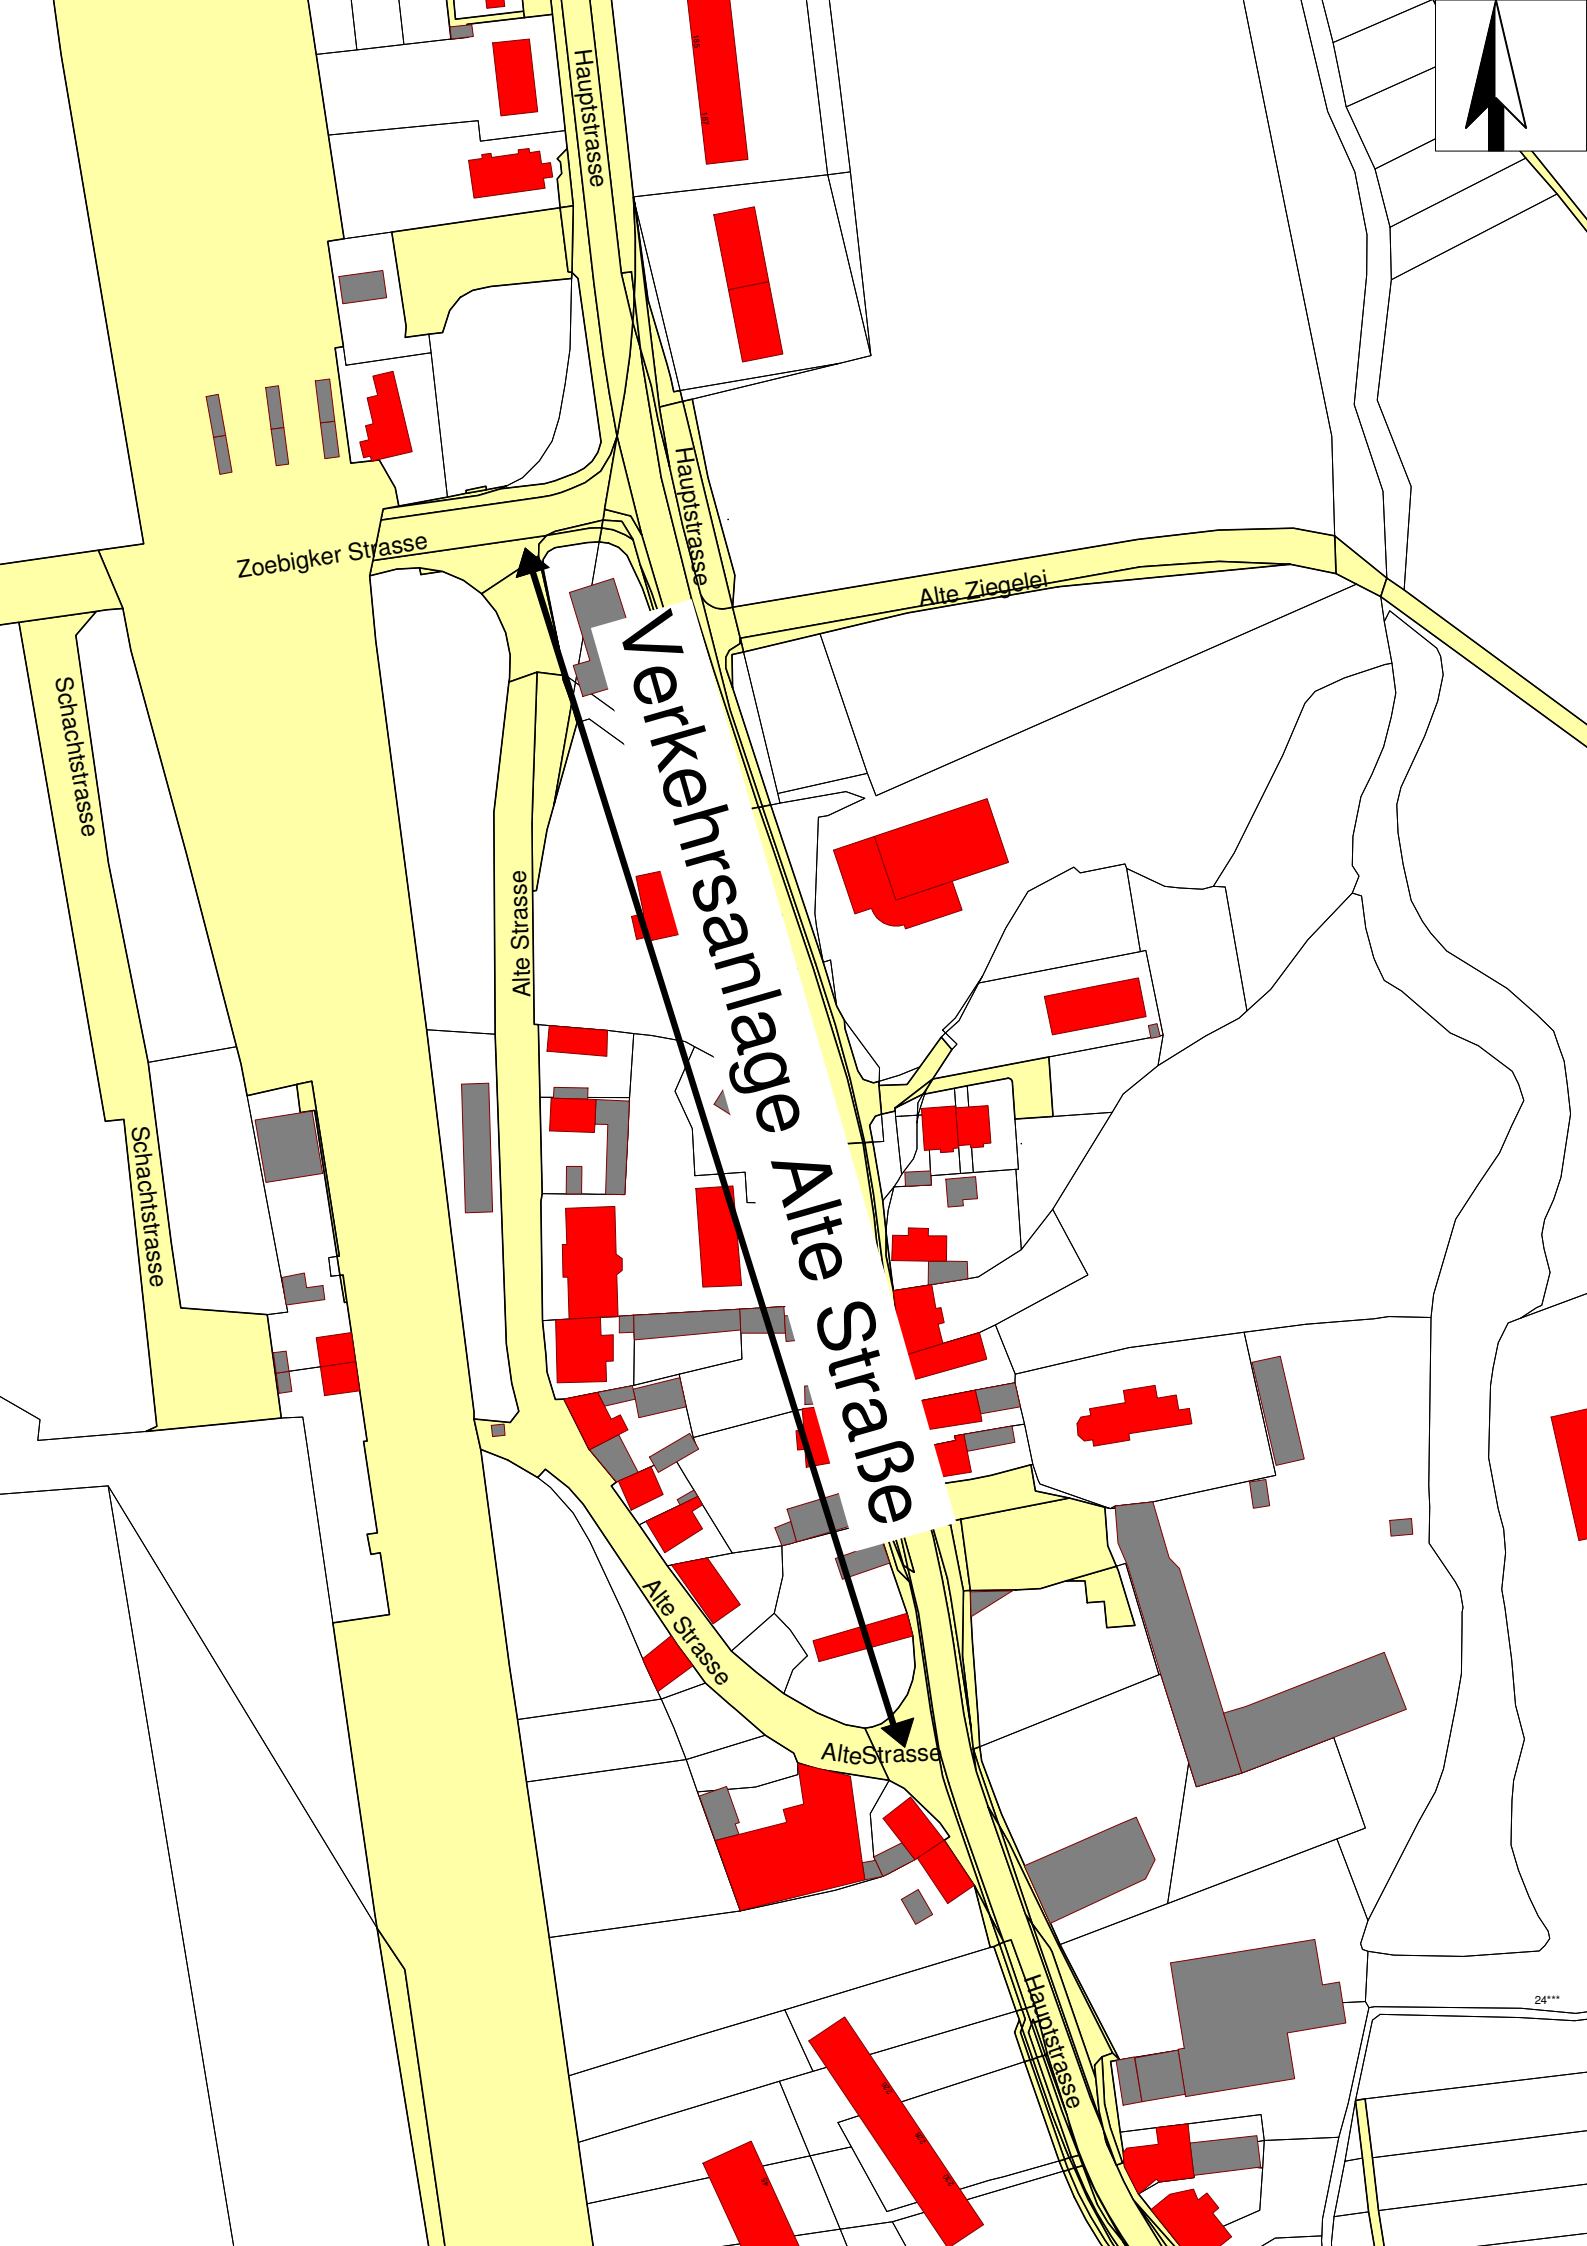 Hauptstrasse
Hauptstrasse
Zoebigker Strasse
Alte Ziegelei
Schachtstrasse
Verkehrsanlage Alte Straße
Alte Strasse
Schachtstrasse
Alte Strasse
AlteStrasse
Hauptstrasse
24***